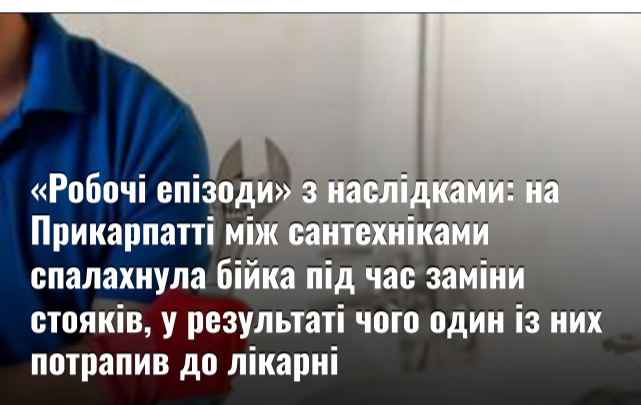 «Робочі епізоди» з наслідками: на
Прикарпатті між сантехніками
спалахнула бійка під час заміни
стояків, у результаті чого один із них
потрапив до лікарні